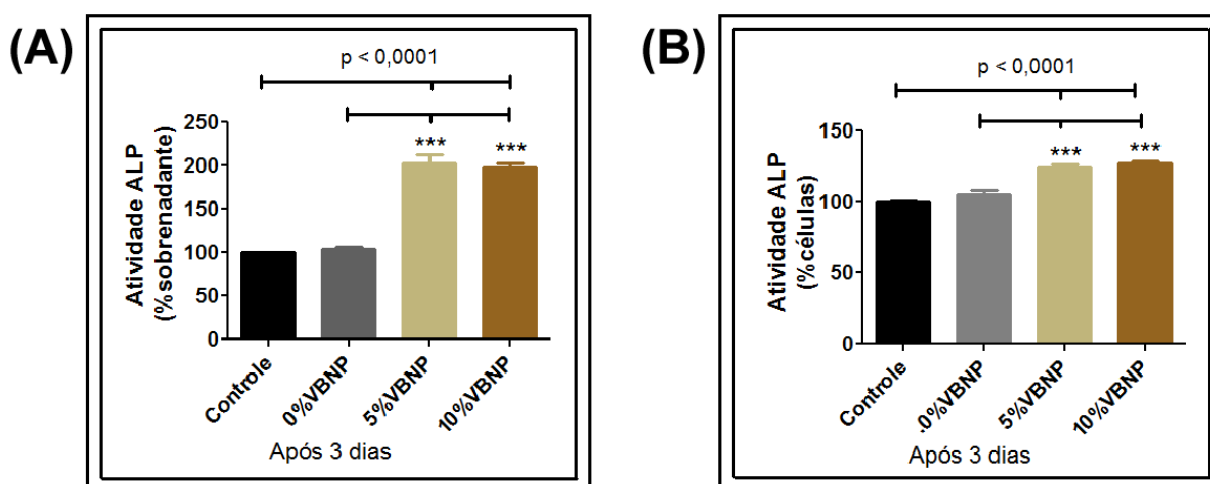 (A)
p < 0,0001
Atividade ALP
(%sobrenadante)
250
200
150
100
50
0
***
***
Controle
0%VBNP
5%VBNP
10%VBNP
Após 3 dias
(B)
p < 0,0001
Atividade ALP
(%células)
150
100
50
0
***
***
Controle
.0%VBNP
5%VBNP
10%VBNP
Após 3 dias